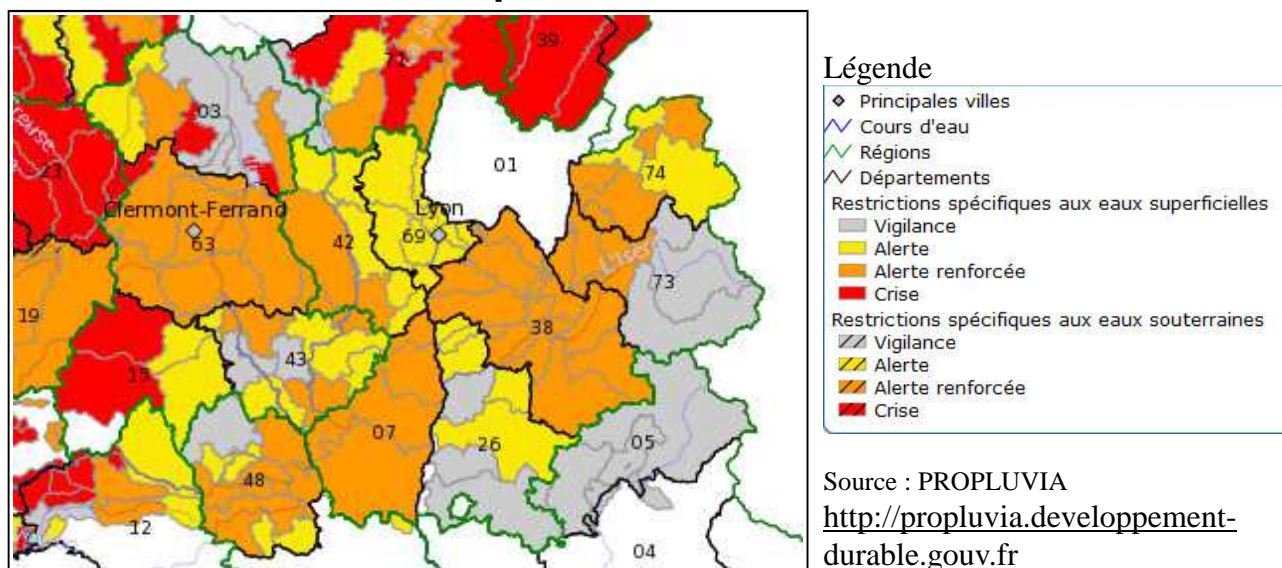 39
03
01
74
reuse
23
Clermont-Ferrand
Lyon
63
42
69
73
19
38
15
43
07
26
05
48
12
04
Légende
Principales villes
Cours d'eau
Régions
Départements
Restrictions spécifiques aux eaux superficielles
Vigilance
Alerte
Alerte renforcée
Crise
Restrictions spécifiques aux eaux souterraines
Vigilance
Alerte
Alerte renforcée
Crise
Source : PROPLUVIA
http://propluvia.developpement-
durable.gouv.fr